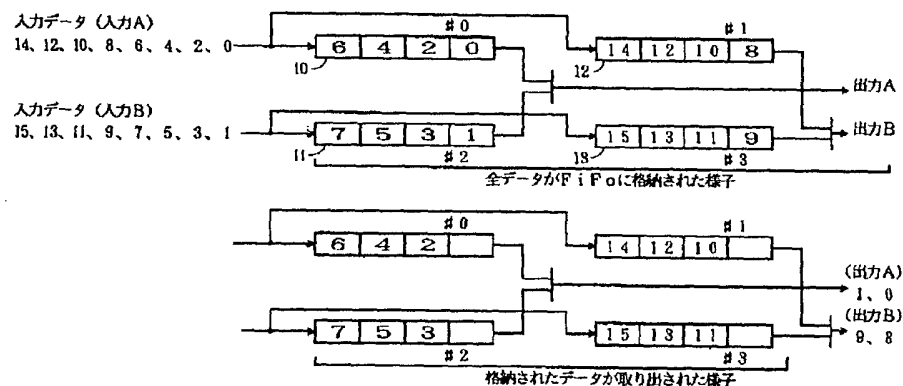 入力データ (入力A)
14、12、10、8、6、4、2、0
#0
6 4 2 0
10
#1
14 12 10 8
12
出力A
入力データ (入力B)
15、13、11、9、7、5、3、1
7 5 3 1
11
#2
15 13 11 9
13
#3
出力B
全データがFiFoに格納された様子
#0
6 4 2
#1
14 12 10
(出力A)
1、0
(出力B)
9、8
7 5 3
#2
15 13 11
#3
格納されたデータが取り出された様子